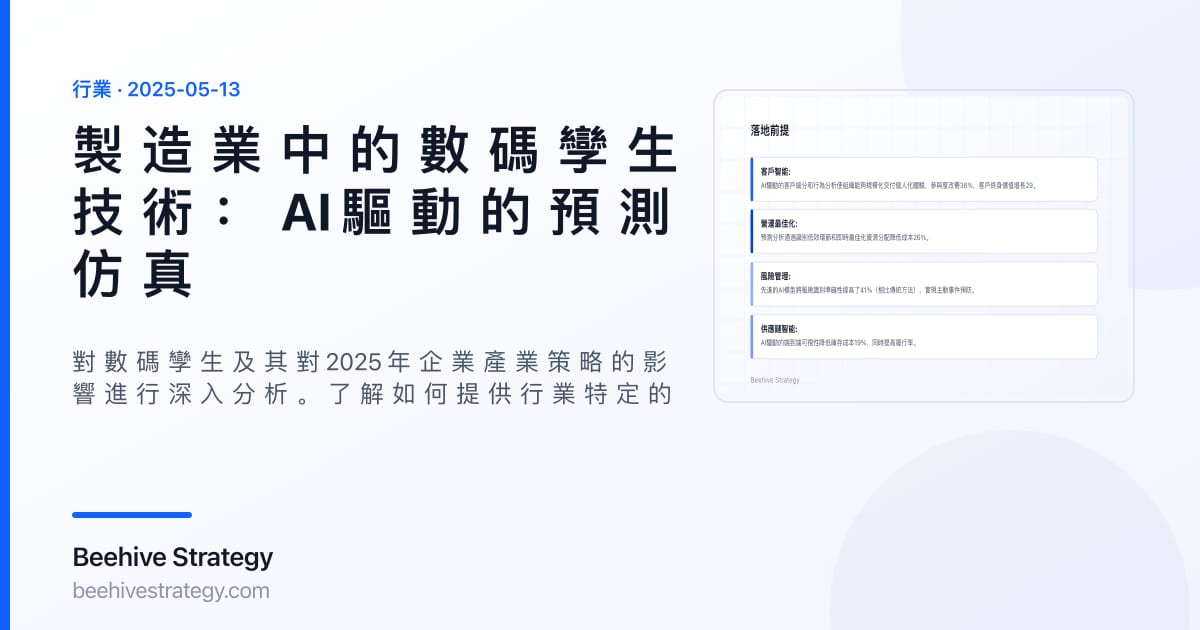 行業 · 2025-05-13
製造業中的數碼孿生
技術： AI驅動的預測
仿真
對數碼孿生及其對2025年企業產業策略的影
響進行深入分析。了解如何提供行業特定的
Beehive Strategy
beehivestrategy.com
落地前提
客戶智能:
AI驅動的客戶細分和行為分析使組織能夠規模化交付個人化體驗，參與度改善36%，客戶終身價值增長29。
營運最佳化:
預測分析通過識別低效環節和即時最佳化資源分配降低成本26%。
風險管理:
先進的AI模型將風險識別準確性提高了41%（相比傳統方法），實現主動事件預防。
供應鏈智能:
AI驅動的端到端可視性降低庫存成本19%，同時提高履行率。
Beehive Strategy